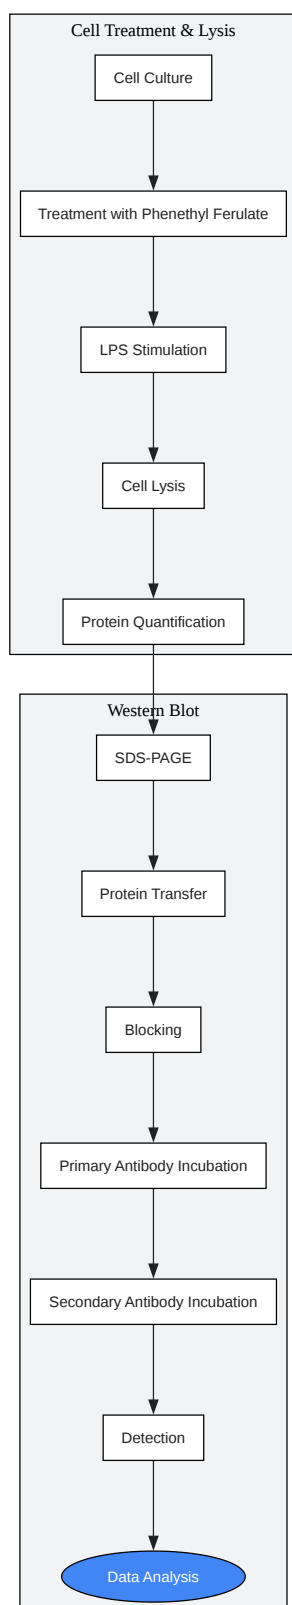 Cell Treatment & Lysis
Cell Culture
Treatment with Phenethyl Ferulate
LPS Stimulation
Cell Lysis
Protein Quantification
Western Blot
SDS-PAGE
Protein Transfer
Blocking
Primary Antibody Incubation
Secondary Antibody Incubation
Detection
Data Analysis